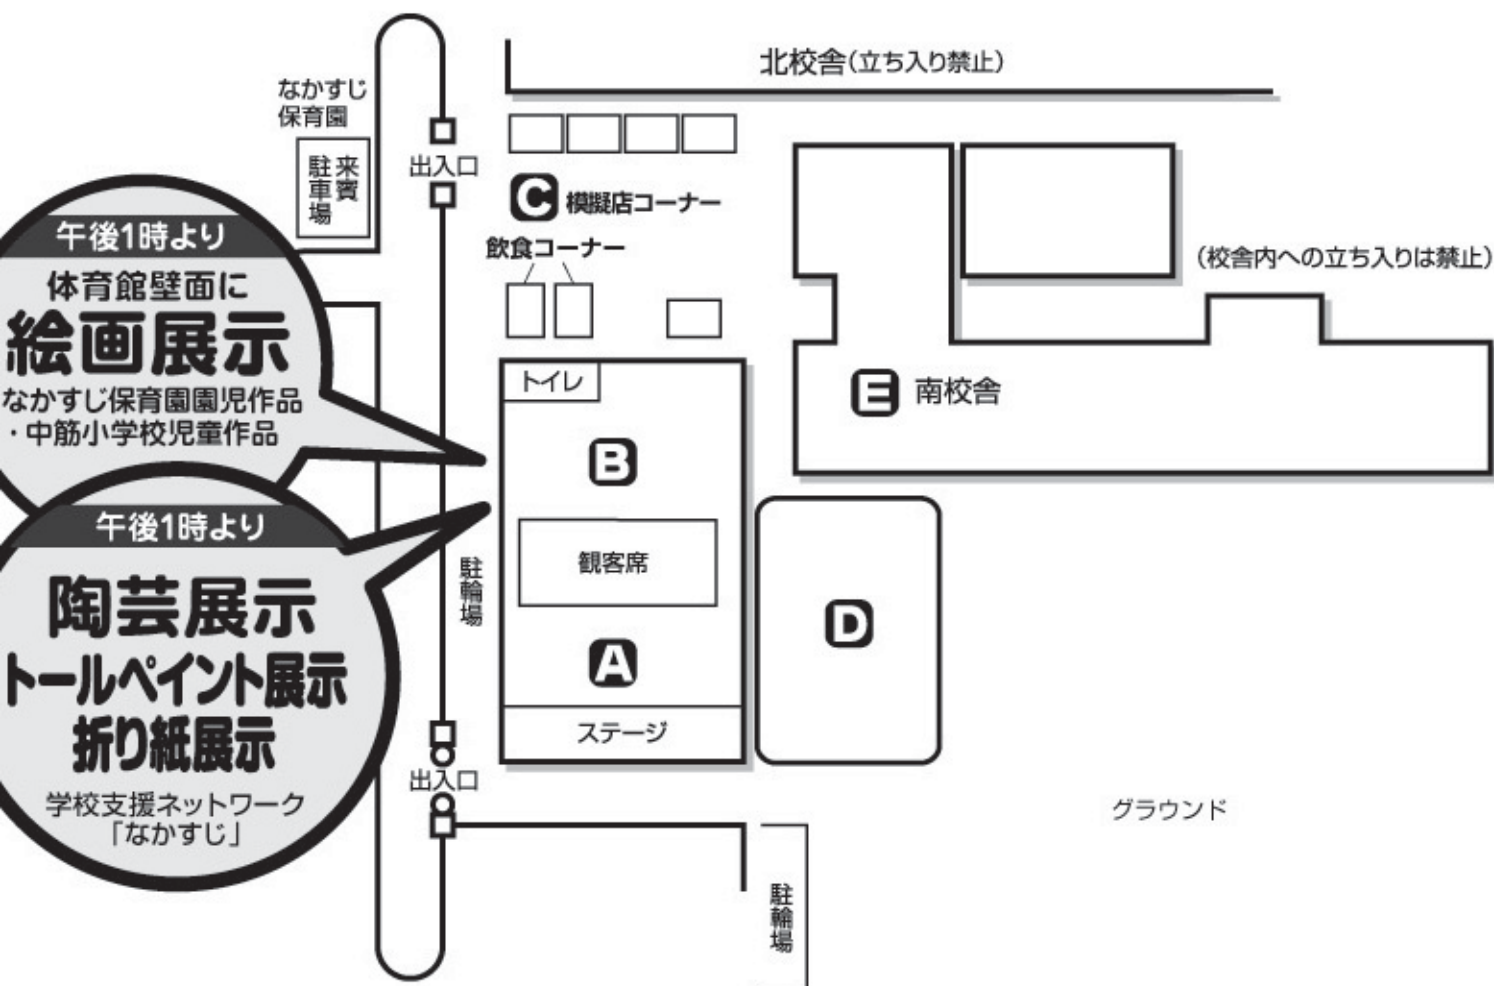 北校舎(立ち入り禁止)
なかすじ
保育園
来賓
駐車場
出入口
C 模擬店コーナー
飲食コーナー
(校舎内への立ち入りは禁止)
午後1時より
体育館壁面に
絵画展示
なかすじ保育園園児作品
・中筋小学校児童作品
トイレ
B
E 南校舎
午後1時より
陶芸展示
トールペイント展示
折り紙展示
学校支援ネットワーク
「なかすじ」
駐輪場
観客席
A
D
ステージ
出入口
グラウンド
駐輪場